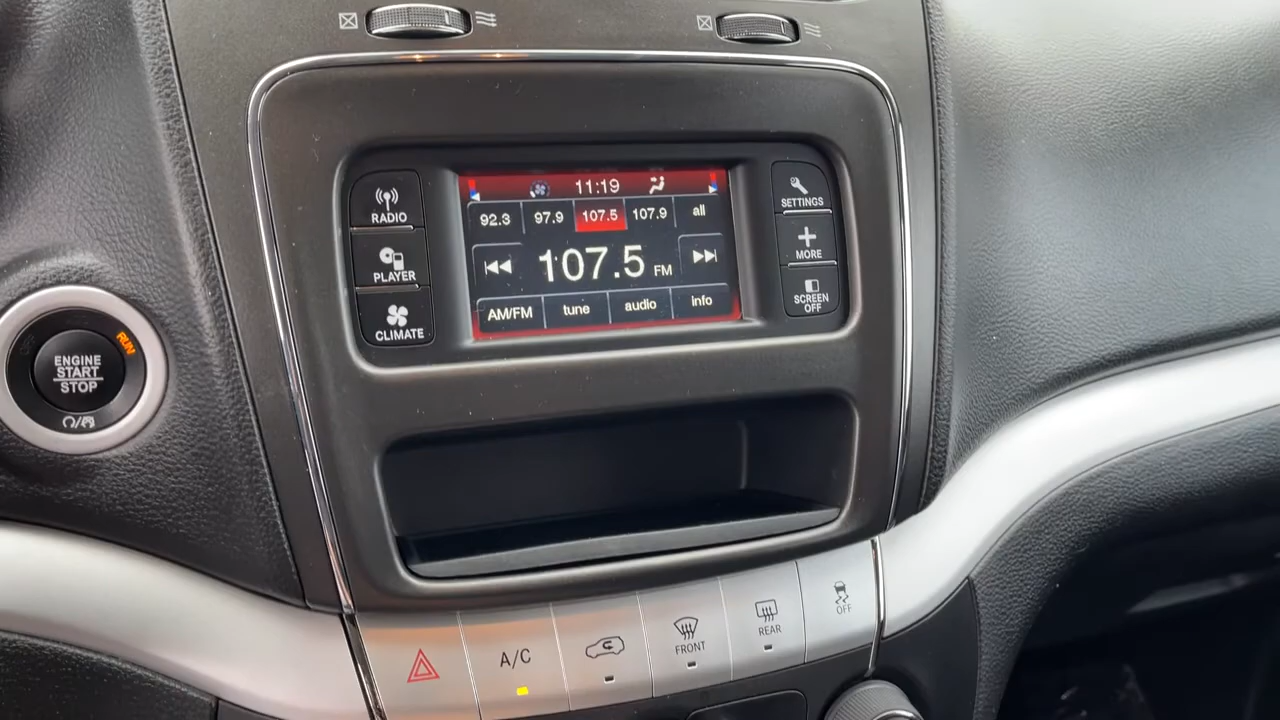 RADIO
PLAYER
CLIMATE
11:19
92.3 97.9 107.5 107.9 all
107.5 FM
AM/FM tune audio info
SETTINGS
MORE
SCREEN
OFF
RUN
ENGINE
START
STOP
A/C
FRONT
REAR
OFF